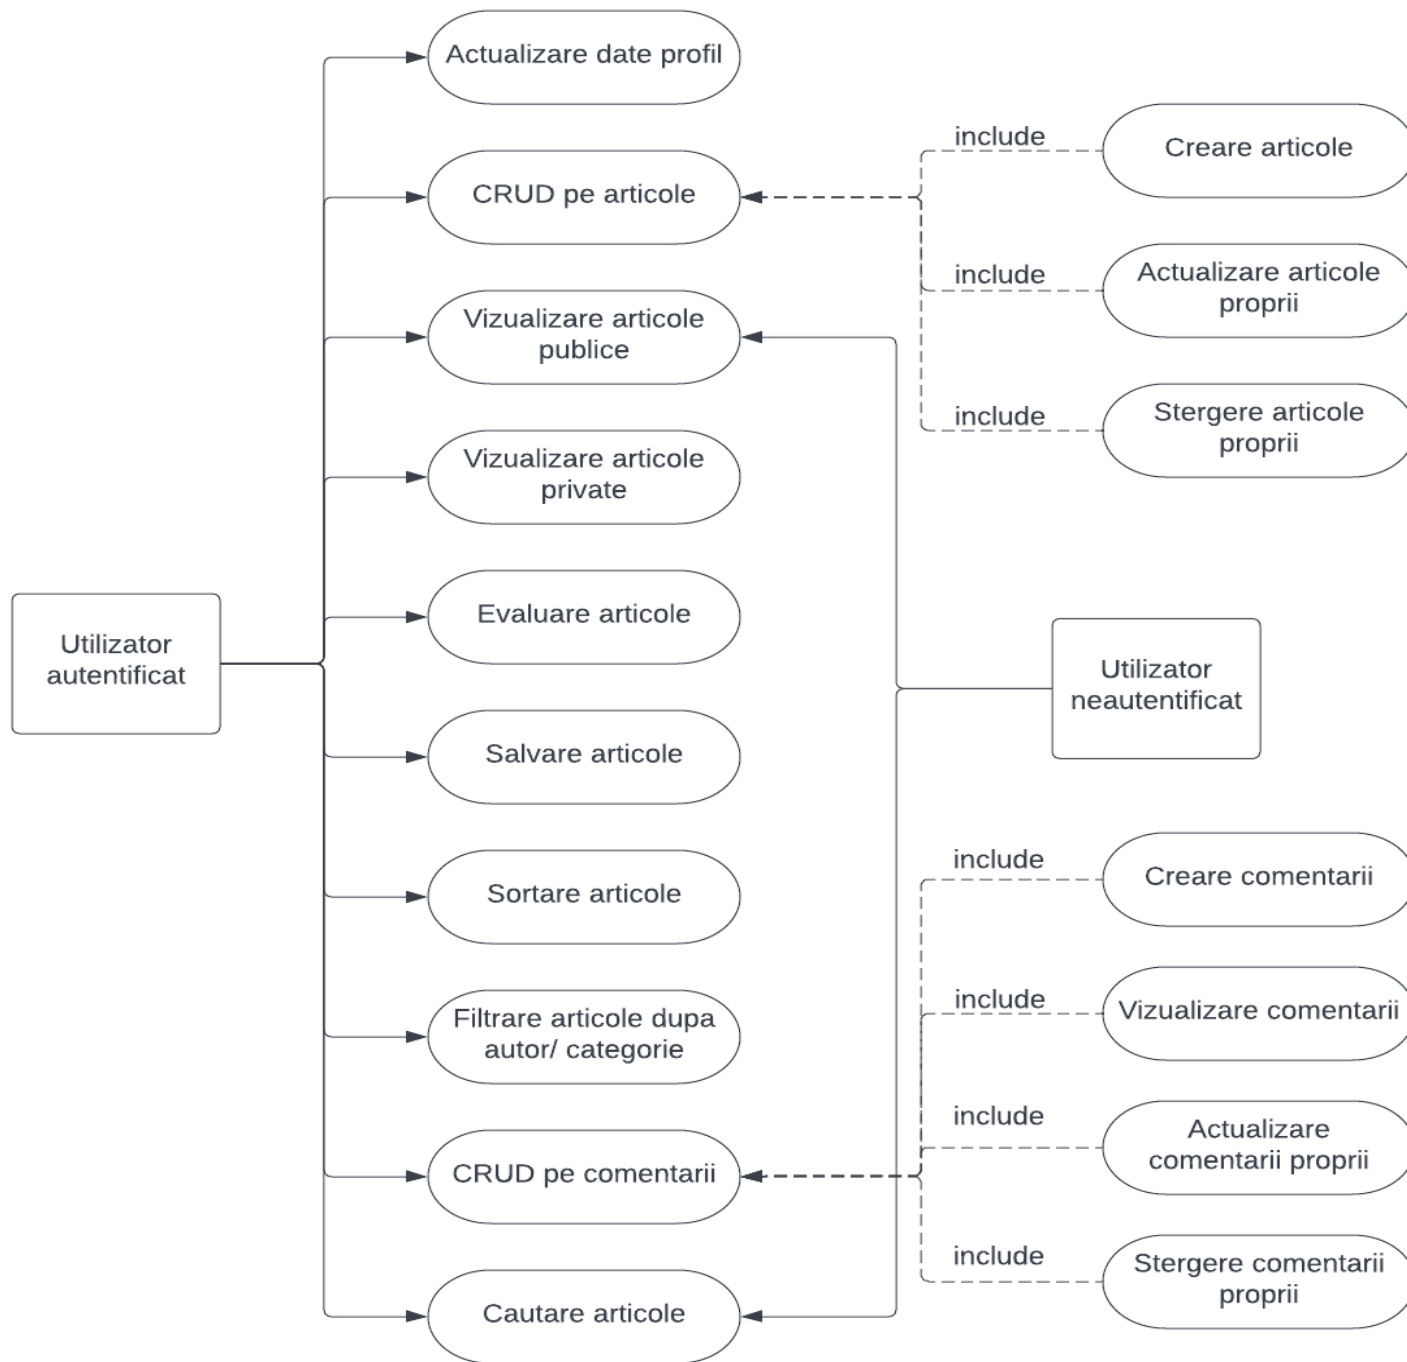 Actualizare date profil
include
Creare articole
CRUD pe articole
include
Actualizare articole
proprii
Vizualizare articole
publice
include
Stergere articole
proprii
Vizualizare articole
private
Evaluare articole
Utilizator
autentificat
Utilizator
neautentificat
Salvare articole
include
Creare comentarii
Sortare articole
include
Vizualizare comentarii
Filtrare articole dupa
autor/ categorie
include
Actualizare
comentarii proprii
CRUD pe comentarii
include
Stergere comentarii
proprii
Cautare articole